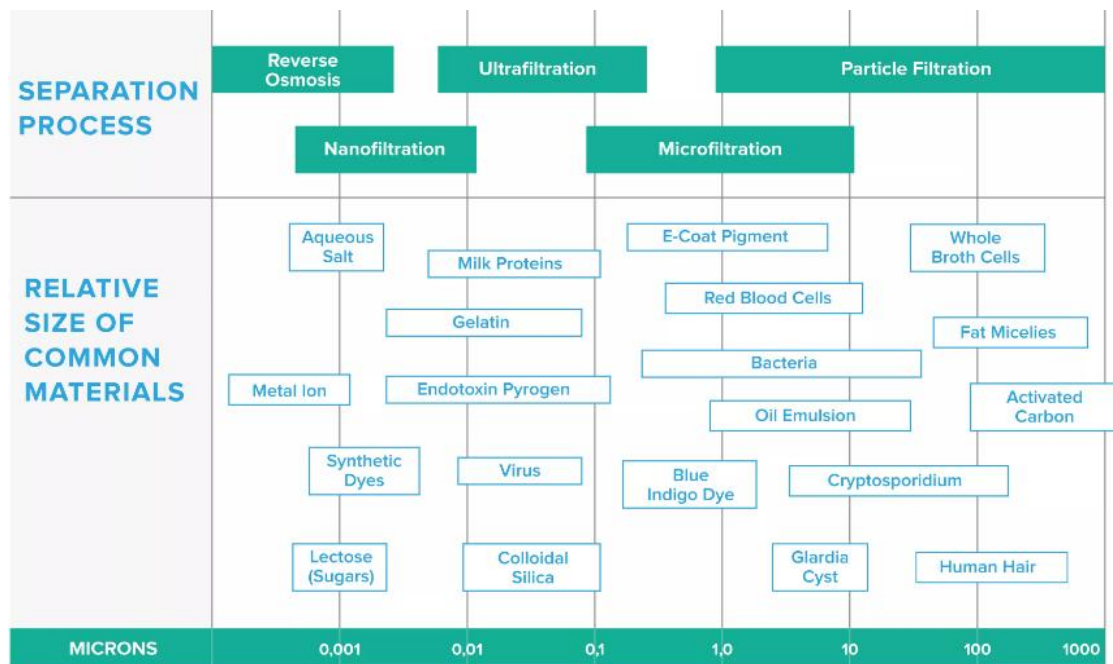 SEPARATION
PROCESS
Reverse
Osmosis
Ultrafiltration
Particle Filtration
Nanofiltration
Microfiltration
RELATIVE
SIZE OF
COMMON
MATERIALS
Aqueous
Salt
Milk Proteins
E-Coat Pigment
Whole
Broth Cells
Gelatin
Red Blood Cells
Fat Micelies
Metal Ion
Endotoxin Pyrogen
Bacteria
Activated
Carbon
Oil Emulsion
Synthetic
Dyes
Virus
Blue
Indigo Dye
Cryptosporidium
Lectose
(Sugars)
Colloidal
Silica
Glardia
Cyst
Human Hair
MICRONS 0,001 0,01 0,1 1,0 10 100 1000